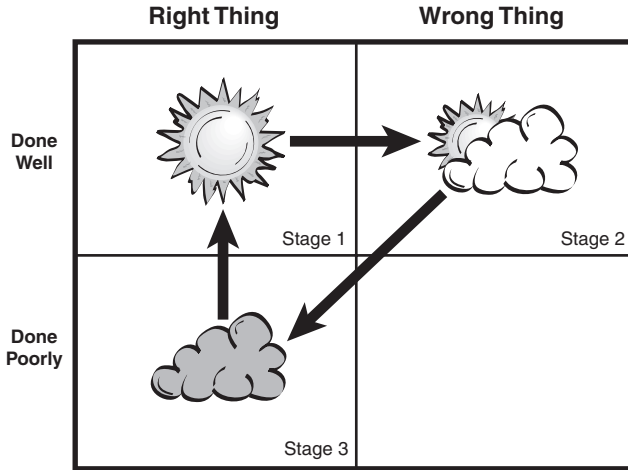 Right Thing
Wrong Thing
Done
Well
Stage 1
Stage 2
Done
Poorly
Stage 3